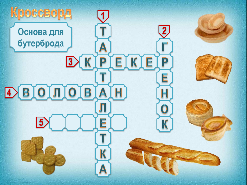 Кроссворд
Основа для
бутерброда
1
ТАРТАЛЕТКА
2
ГРЕНОК
3
КРЕКЕР
4
ВОЛОВАН
5